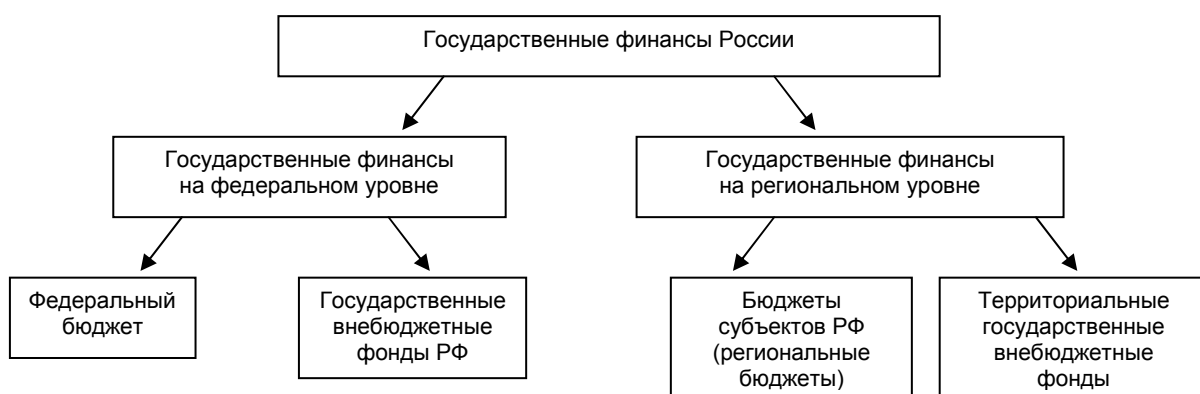 Государственные финансы России
Государственные финансы
на федеральном уровне
Государственные финансы
на региональном уровне
Федеральный
бюджет
Государственные
внебюджетные
фонды РФ
Бюджеты
субъектов РФ
(региональные
бюджеты)
Территориальные
государственные
внебюджетные
фонды